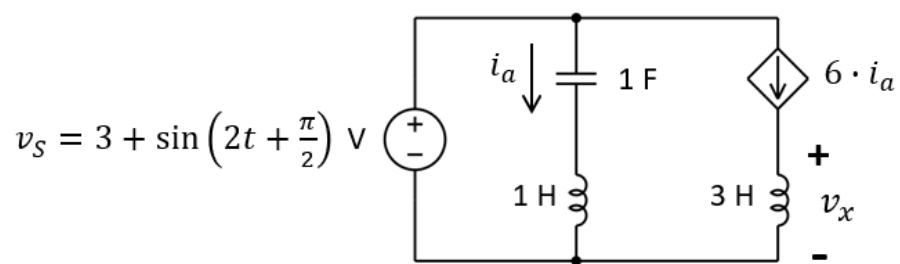 i_a
1 F
6 · i_a
v_S = 3 + sin(2t + π/2) V
+
−
+
1 H
3 H
v_x
-